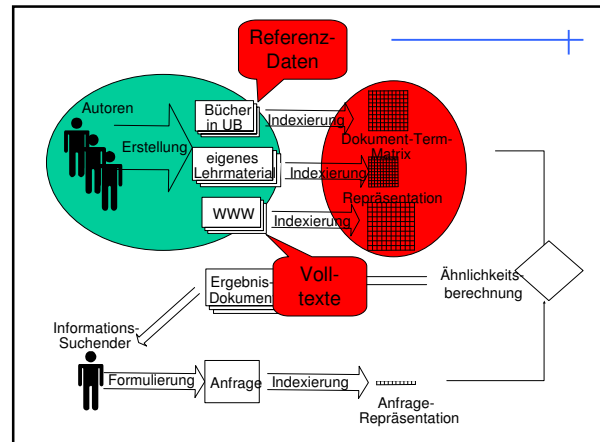 Referenz-
Daten
Autoren
Bücher
in UB
Indexierung
Dokument-Term-
Matrix
Erstellung
eigenes
Lehrmaterial
Indexierung
Repräsentation
WWW
Indexierung
Voll-
texte
Ergebnis-
Dokument
Ähnlichkeits-
berechnung
Informations-
Suchender
Formulierung
Anfrage
Indexierung
Anfrage-
Repräsentation